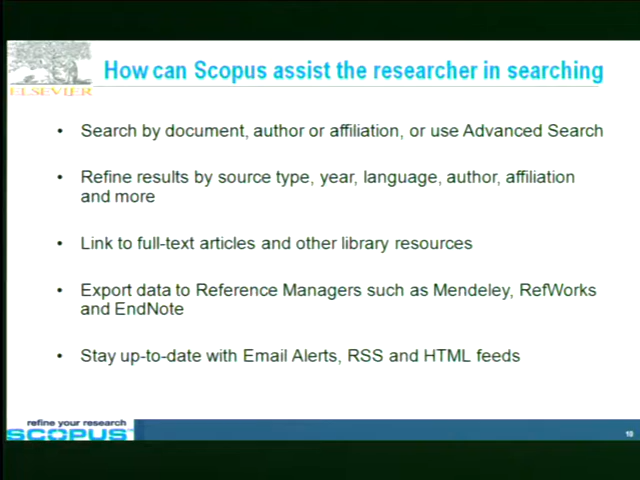 How can Scopus assist the researcher in searching
ELSEVIER
• Search by document, author or affiliation, or use Advanced Search
• Refine results by source type, year, language, author, affiliation
and more
• Link to full-text articles and other library resources
• Export data to Reference Managers such as Mendeley, RefWorks
and EndNote
• Stay up-to-date with Email Alerts, RSS and HTML feeds
refine your research
SCOPUS
10